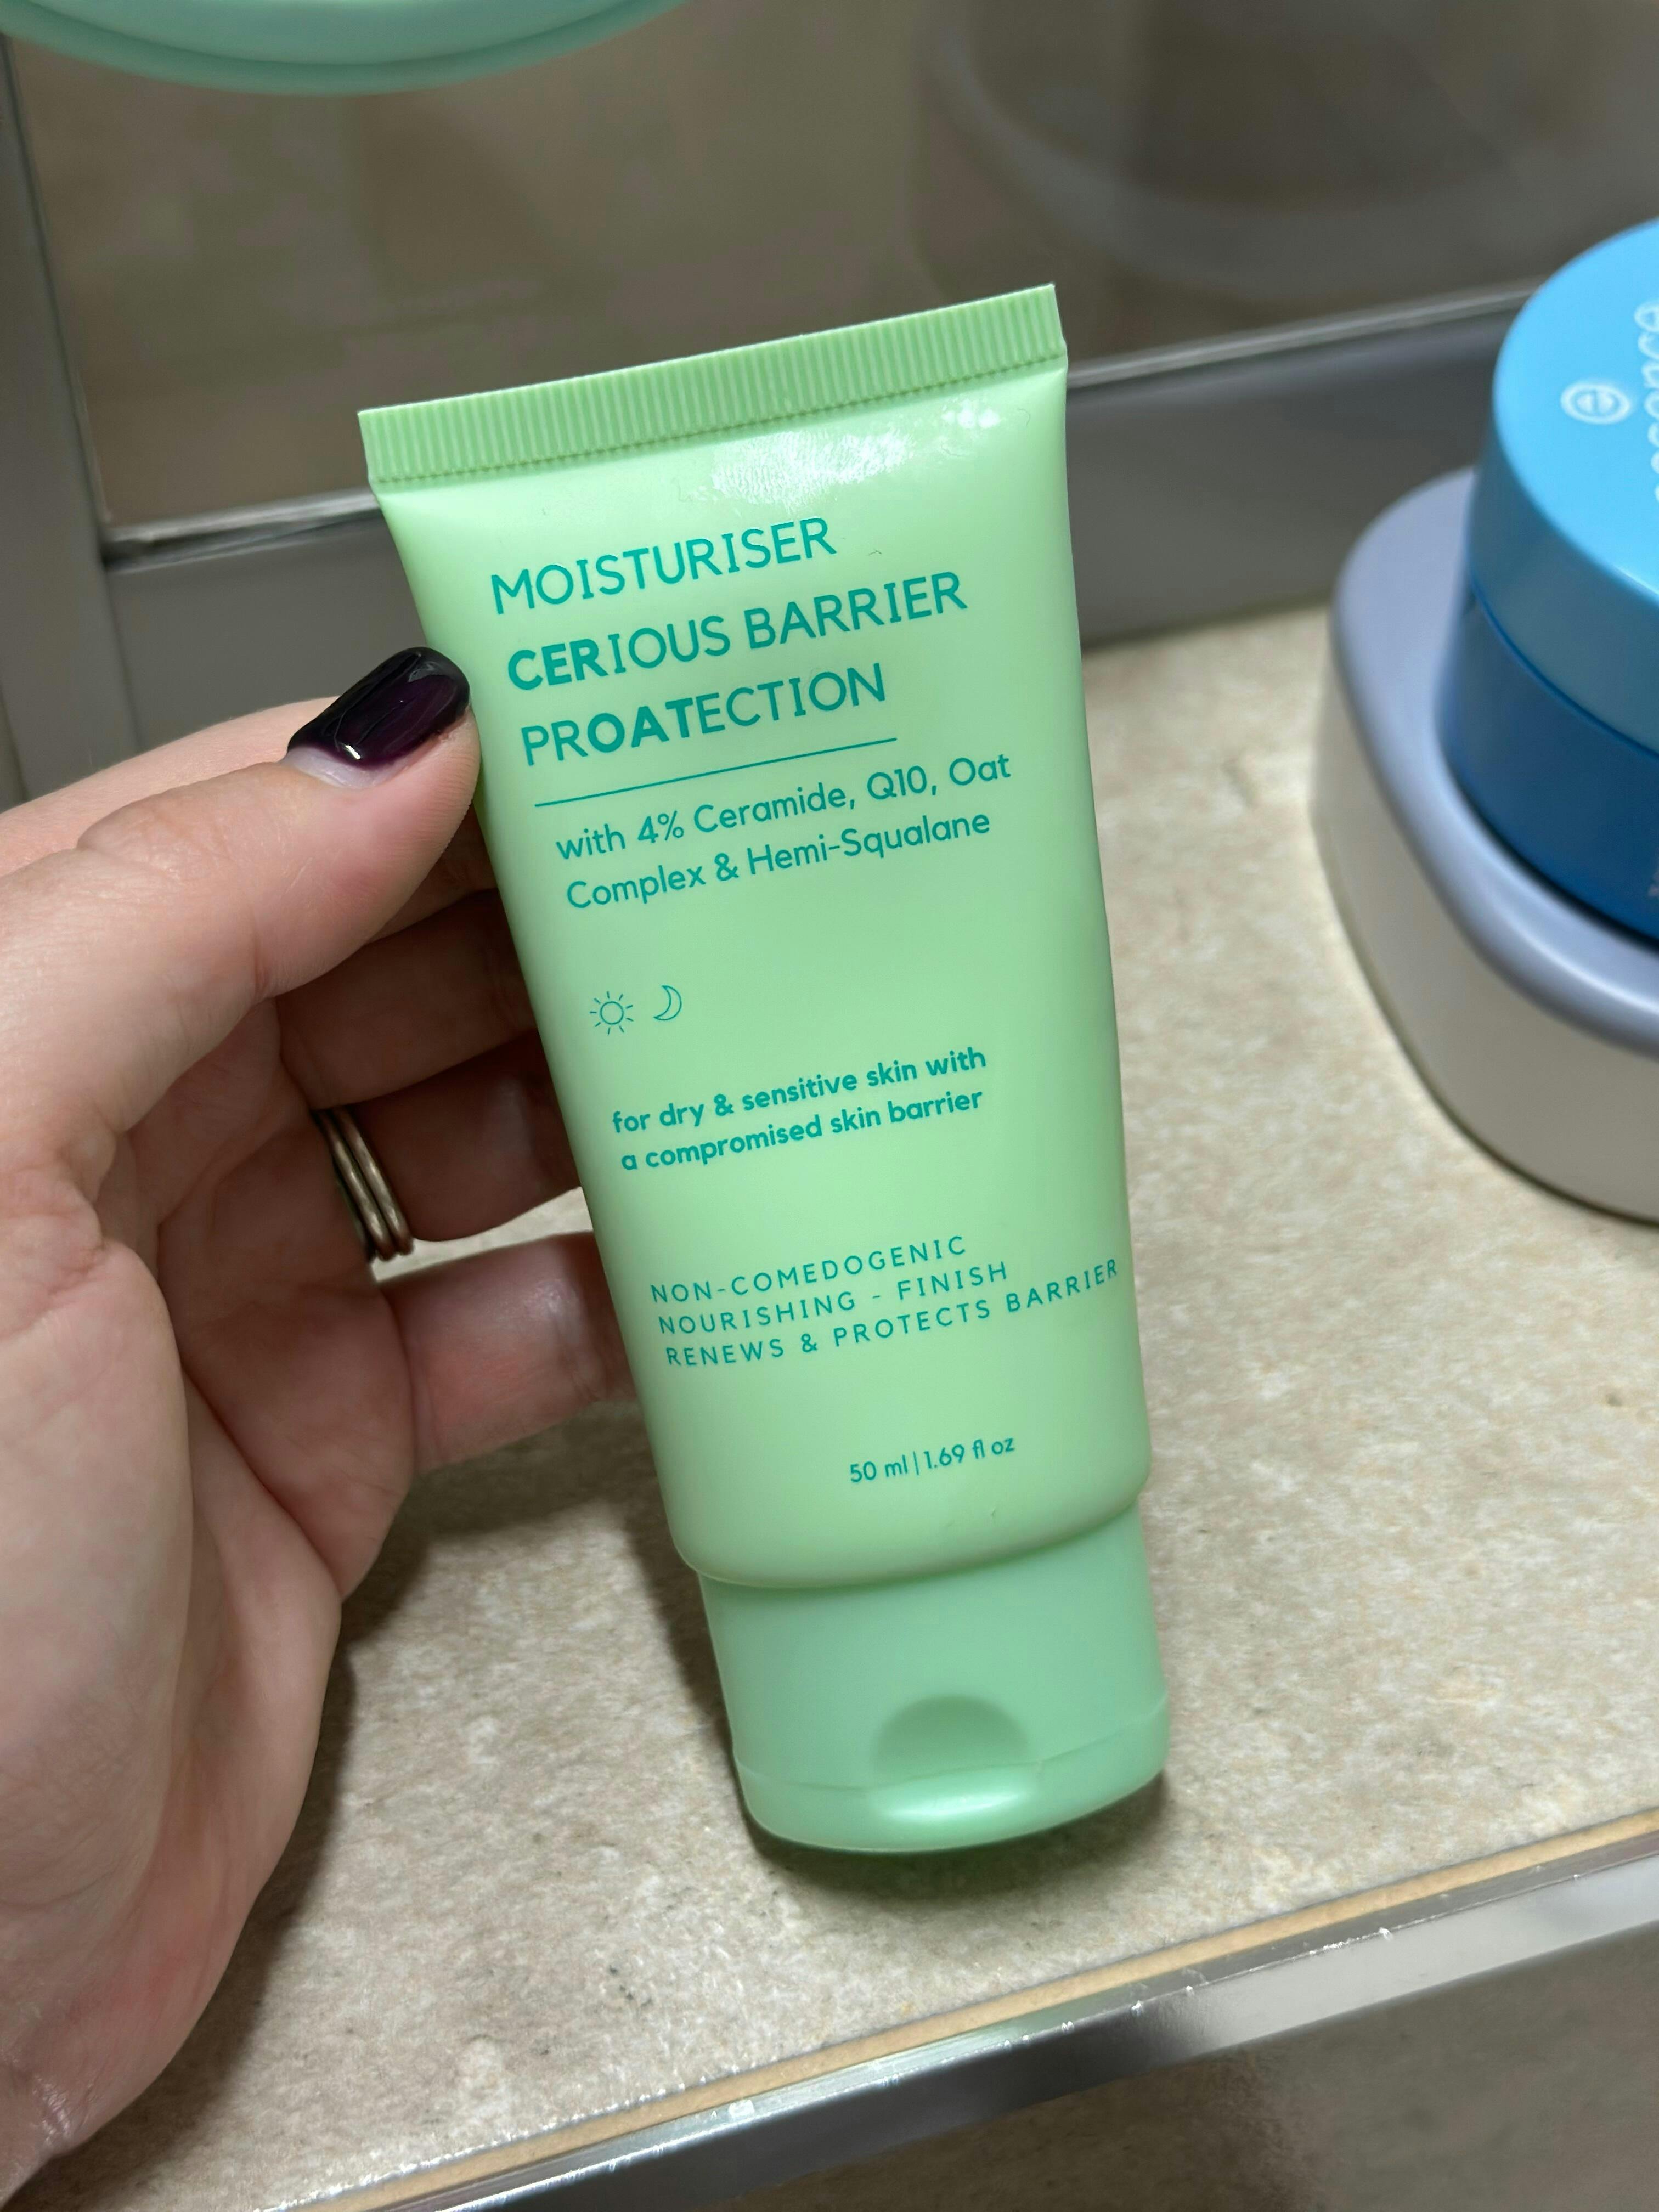 MOISTURISER
CERIOUS BARRIER
PROATECTION
with 4% Ceramide, Q10, Oat
Complex & Hemi-Squalane
for dry & sensitive skin with
a compromised skin barrier
NON-COMEDOGENIC
NOURISHING - FINISH
RENEWS & PROTECTS BARRIER
50 ml | 1.69 fl oz
e
essence